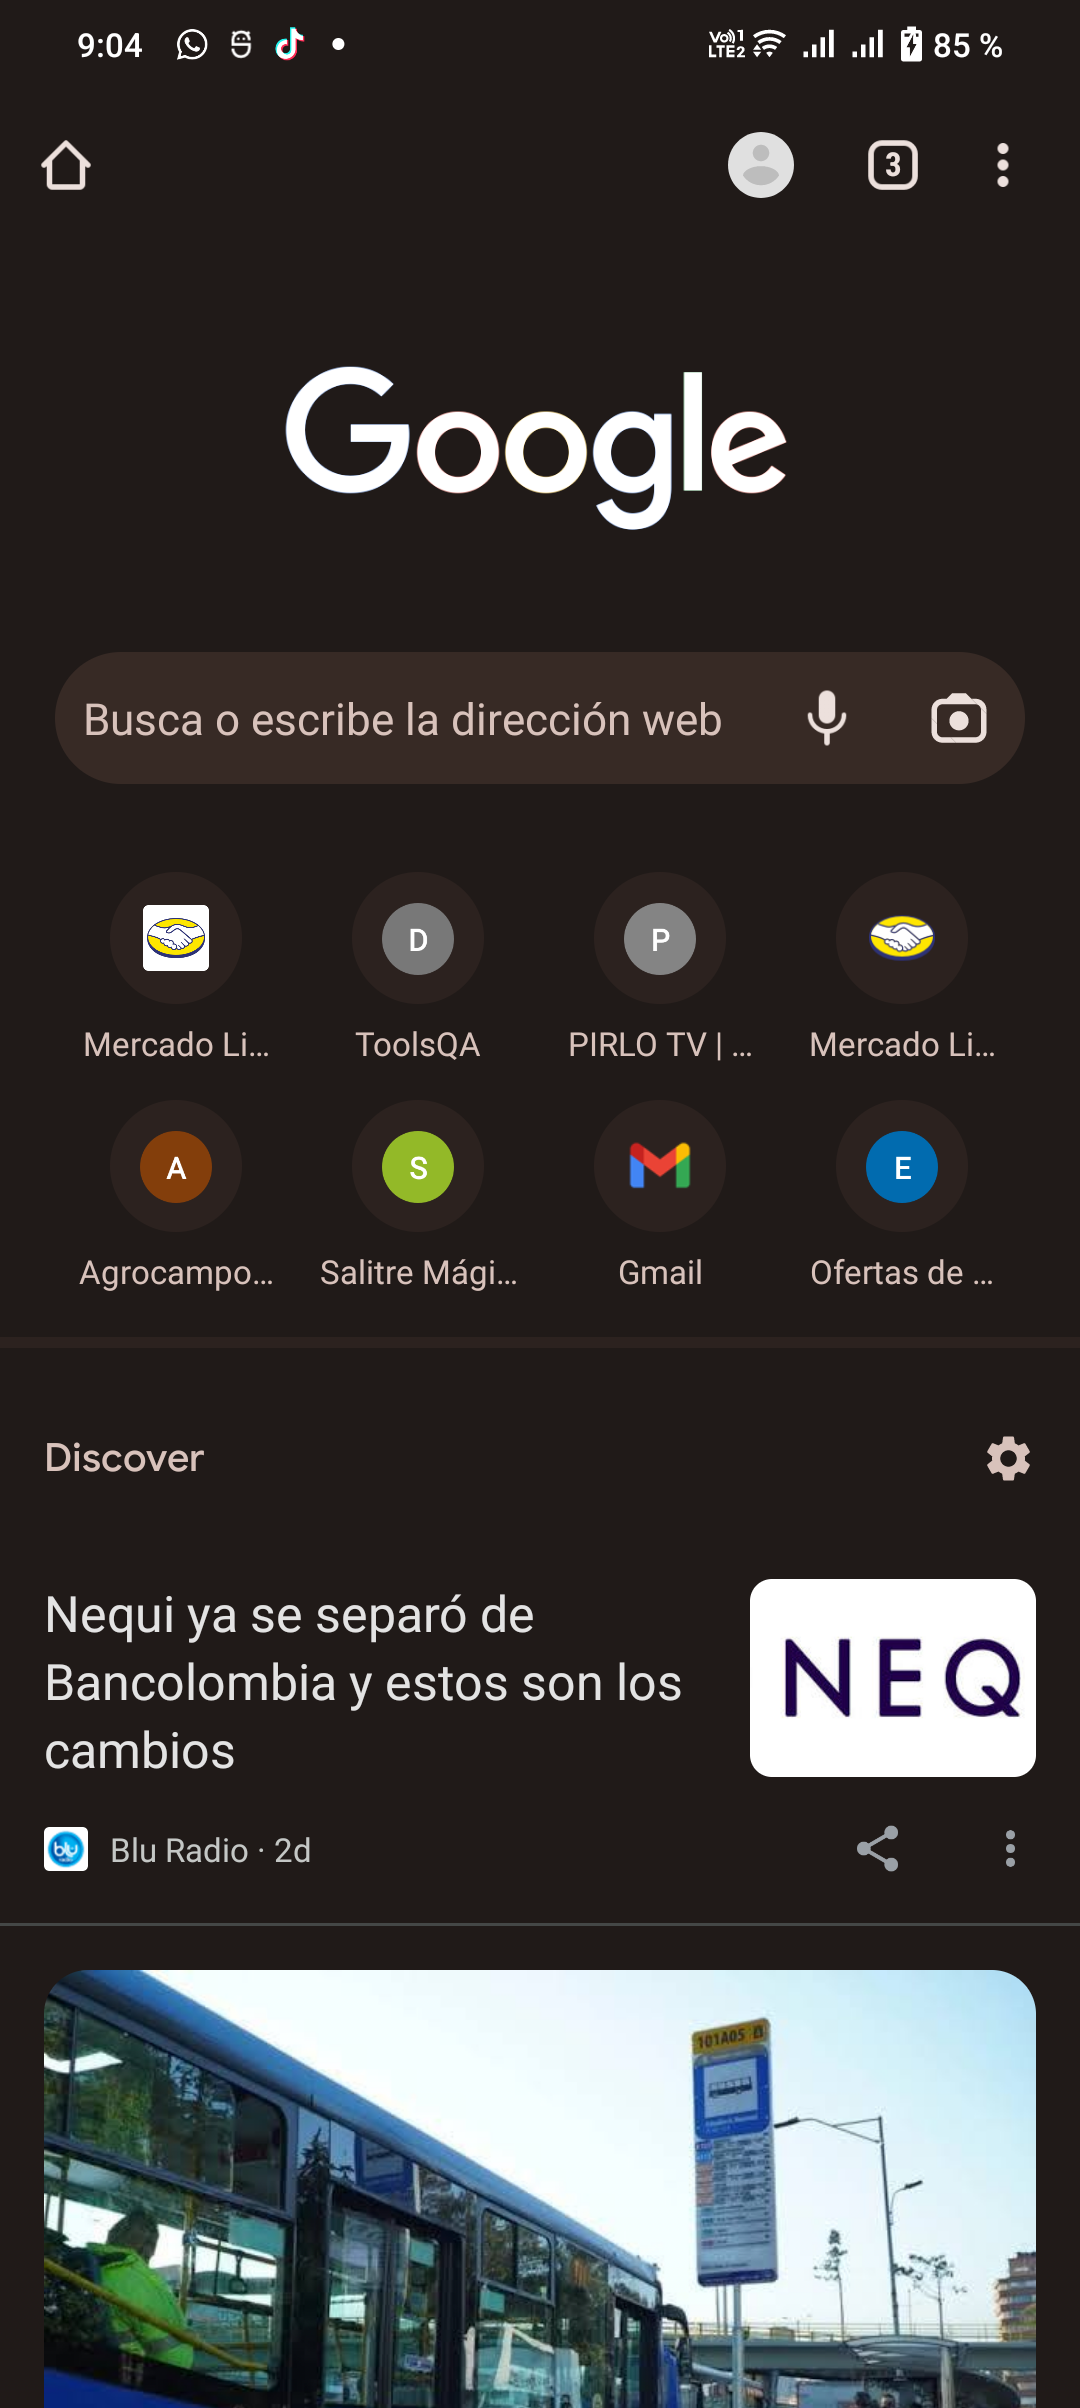 9:04
Vo)) 1
LTE2
85 %
3
Google
Busca o escribe la dirección web
D
P
Mercado Li...
ToolsQA
PIRLO TV | ...
Mercado Li...
A
S
E
Agrocampo...
Salitre Mági...
Gmail
Ofertas de ...
Discover
Nequi ya se separó de
Bancolombia y estos son los
cambios
NEQ
blu
Blu Radio · 2d
101A05